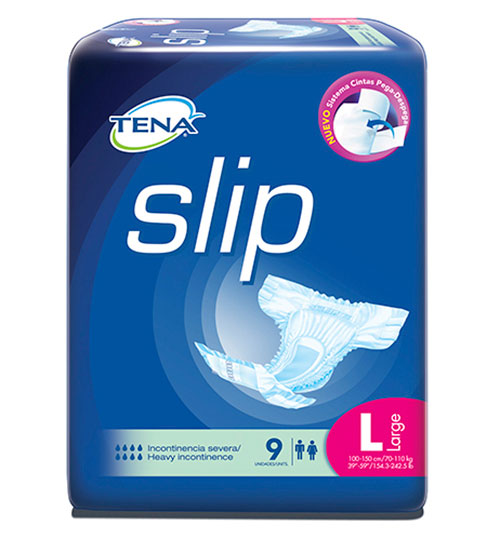 slip
TENA
NUEVO Sistema Cintas Pega-Despega
slip
Incontinencia severa/
Heavy incontinence
9
UNIDADES/UNITS.
L
Large
100-150 cm/70-110 kg
39"-59"/154.3-242.5 lb